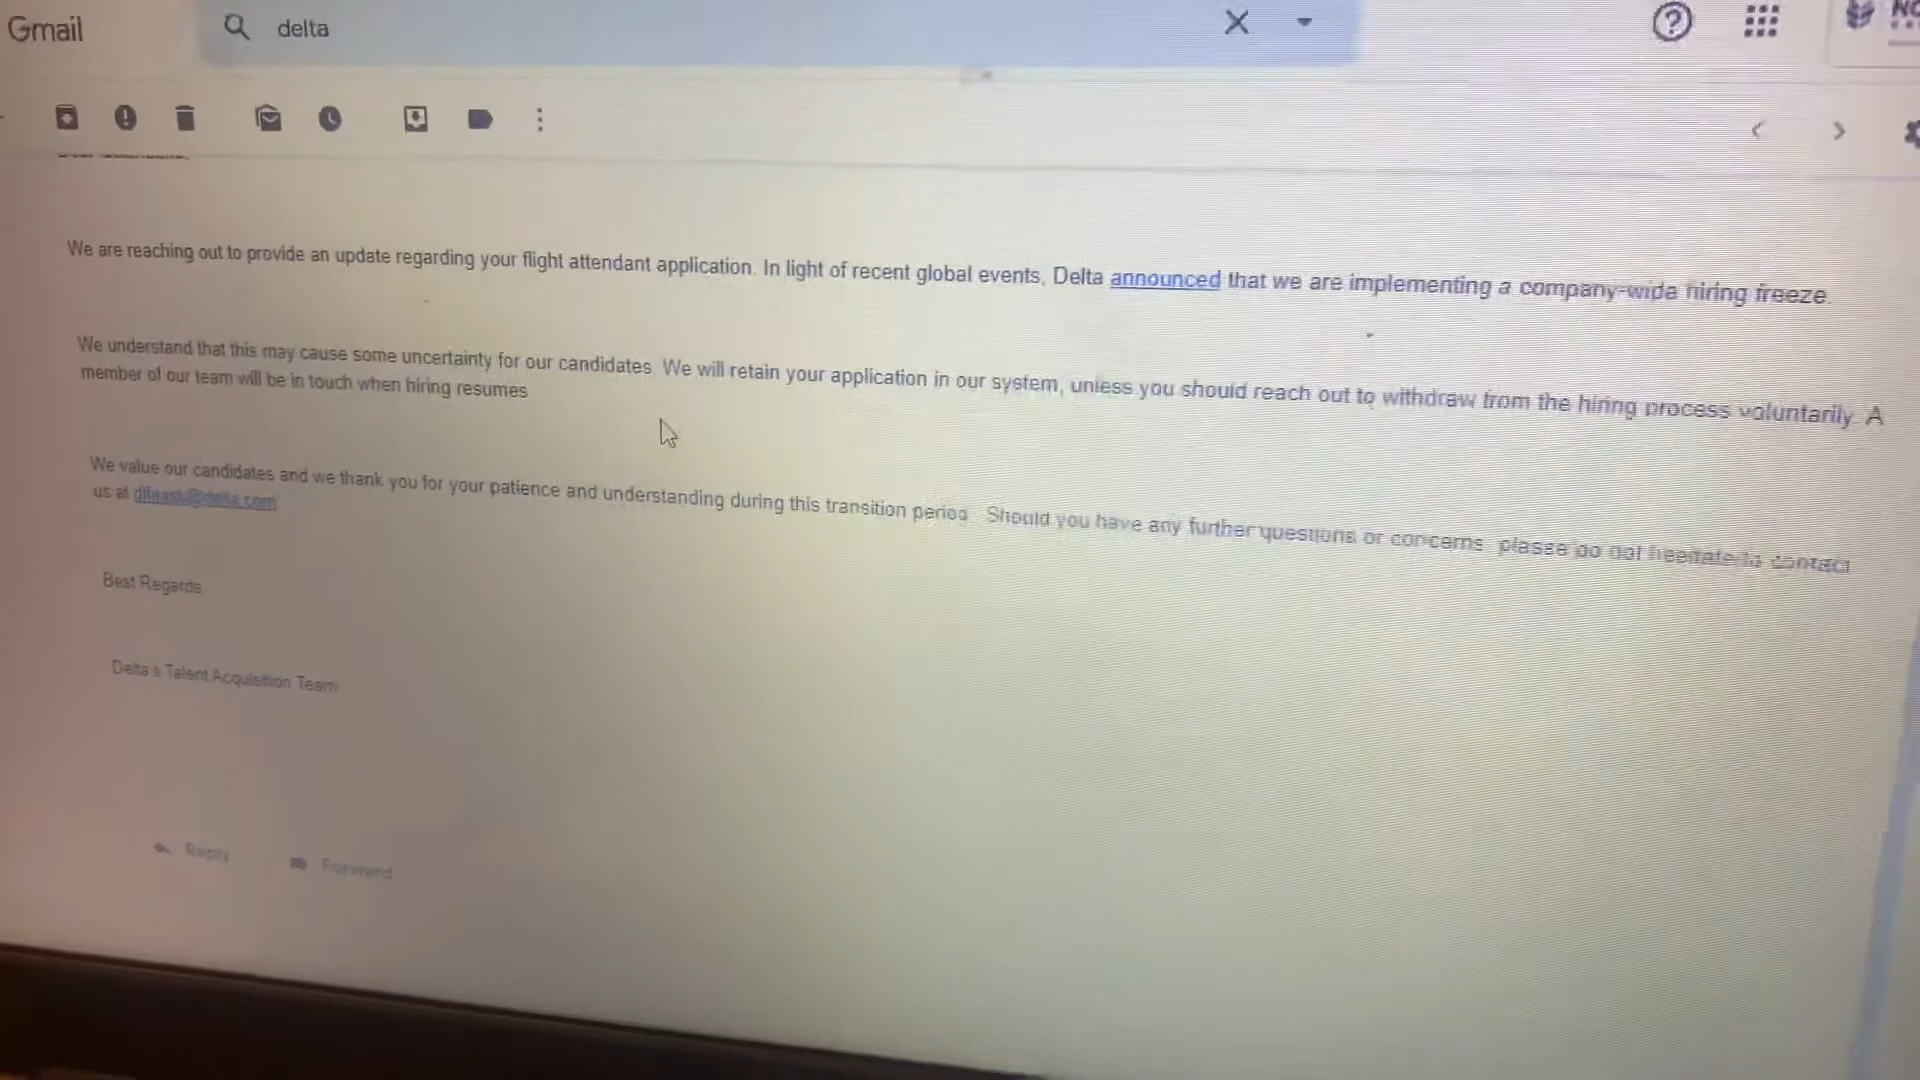 Gmail
delta
We are reaching out to provide an update regarding your flight attendant application. In light of recent global events, Delta announced that we are implementing a company-wide hiring freeze.
We understand that this may cause some uncertainty for our candidates. We will retain your application in our system, unless you should reach out to withdraw from the hiring process voluntarily. A
member of our team will be in touch when hiring resumes
We value our candidates and we thank you for your patience and understanding during this transition period. Should you have any further questions or concerns please do not hesitate to contact
us at
Best Regards
Delta's Talent Acquisition Team
Reply
Forward